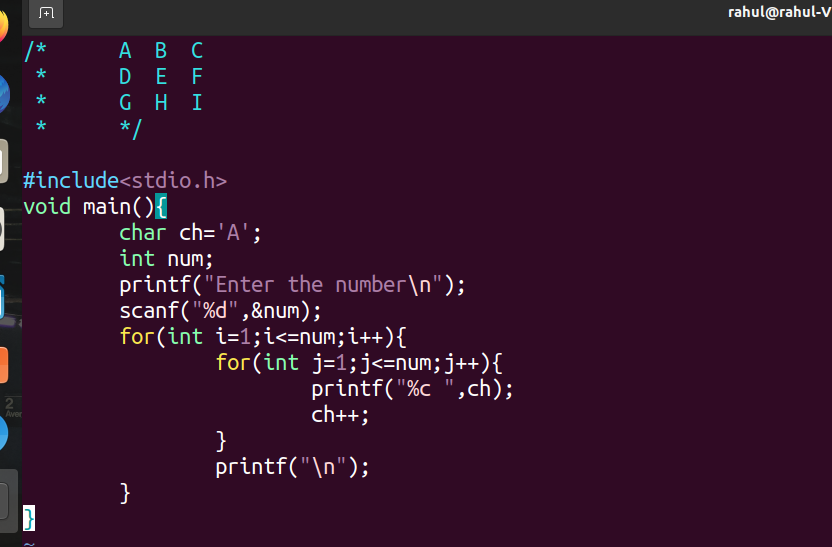 rahul@rahul-V
/*      A  B  C
 *      D  E  F
 *      G  H  I
 *      */

#include<stdio.h>
void main(){
        char ch='A';
        int num;
        printf("Enter the number\n");
        scanf("%d",&num);
        for(int i=1;i<=num;i++){
                for(int j=1;j<=num;j++){
                        printf("%c ",ch);
                        ch++;
                }
                printf("\n");
        }
}
~
2